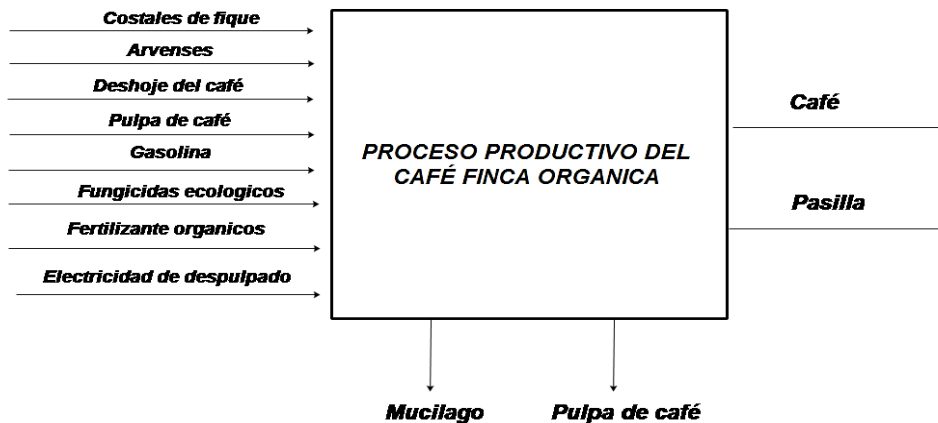 Costales de fique
Arvenses
Deshoje del café
Pulpa de café
Gasolina
Fungicidas ecologicos
Fertilizante organicos
Electricidad de despulpado
PROCESO PRODUCTIVO DEL
CAFÉ FINCA ORGANICA
Café
Pasilla
Mucilago
Pulpa de café